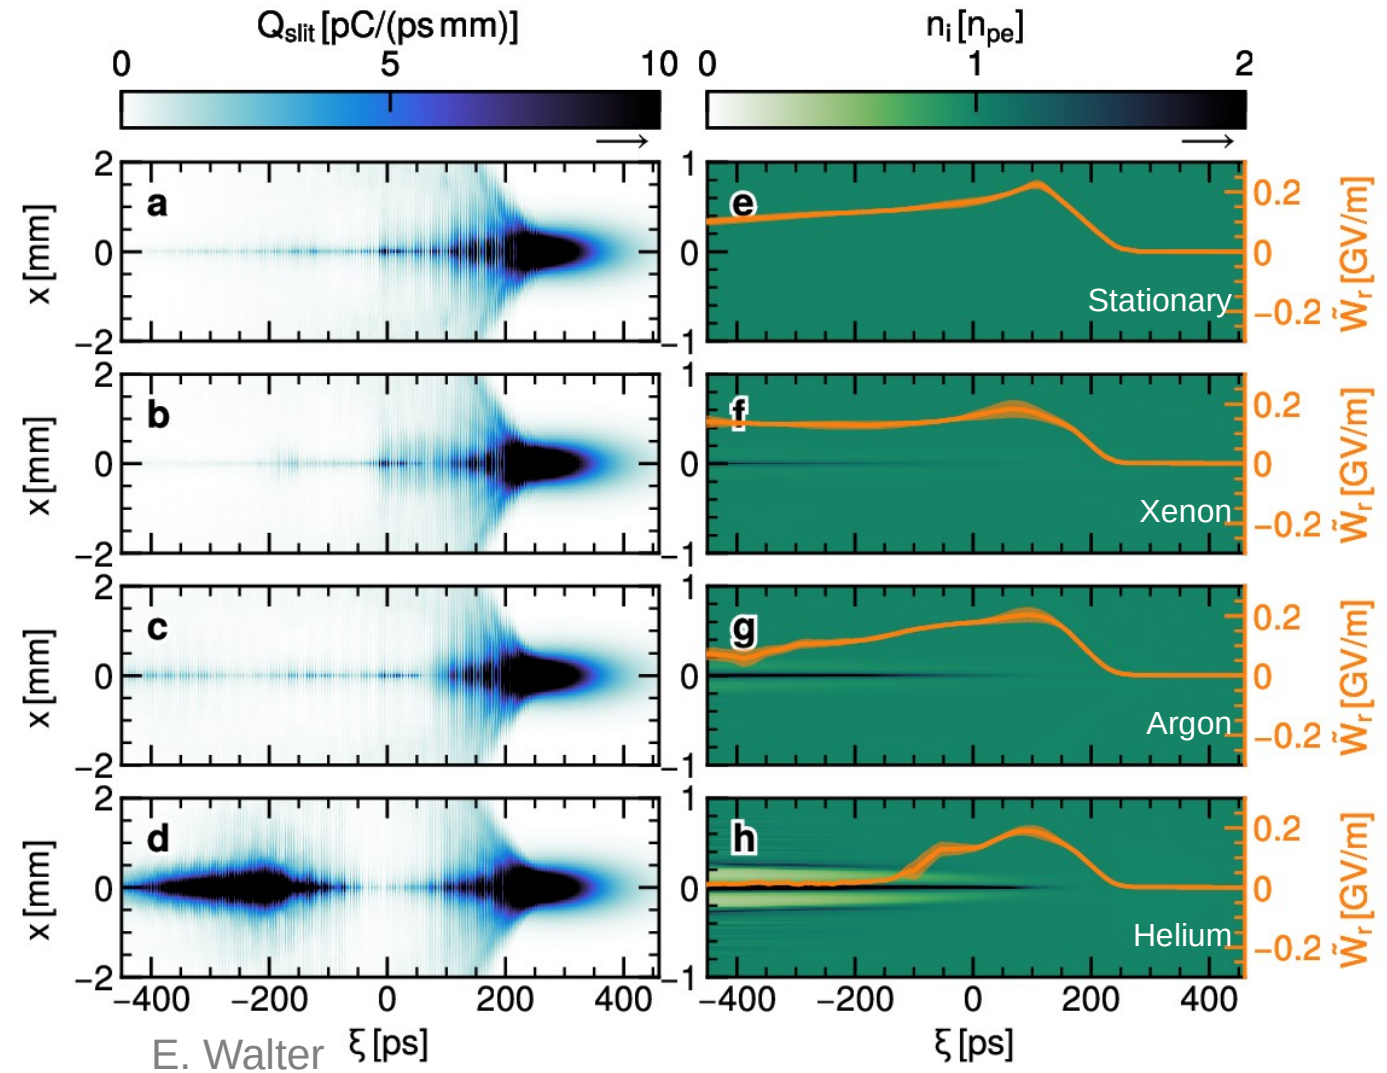 Q_slit [pC/(ps mm)]
n_i [n_pe]
0 5 10
0 1 2
→ →
2 0 −2
x [mm]
a
1 0 −1
e
Stationary
0.2 0 −0.2
W̃_r [GV/m]
2 0 −2
x [mm]
b
1 0 −1
f
Xenon
0.2 0 −0.2
W̃_r [GV/m]
2 0 −2
x [mm]
c
1 0 −1
g
Argon
0.2 0 −0.2
W̃_r [GV/m]
2 0 −2
x [mm]
d
1 0 −1
h
Helium
0.2 0 −0.2
W̃_r [GV/m]
−400 −200 0 200 400
−400 −200 0 200 400
ξ [ps]
ξ [ps]
E. Walter